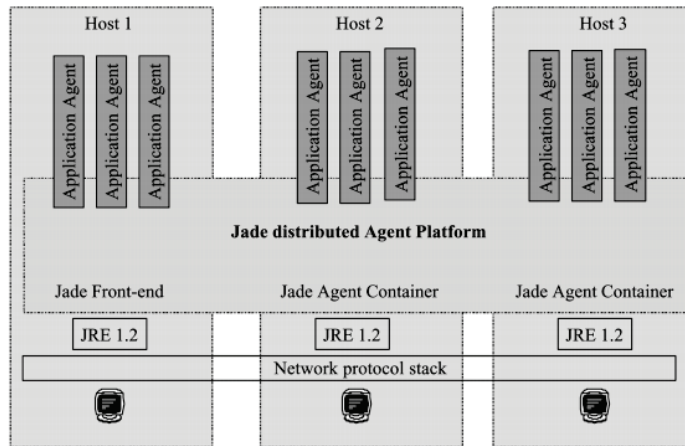 Host 1
Host 2
Host 3
Application Agent
Application Agent
Application Agent
Application Agent
Application Agent
Application Agent
Application Agent
Application Agent
Application Agent
Jade distributed Agent Platform
Jade Front-end
Jade Agent Container
Jade Agent Container
JRE 1.2
JRE 1.2
JRE 1.2
Network protocol stack